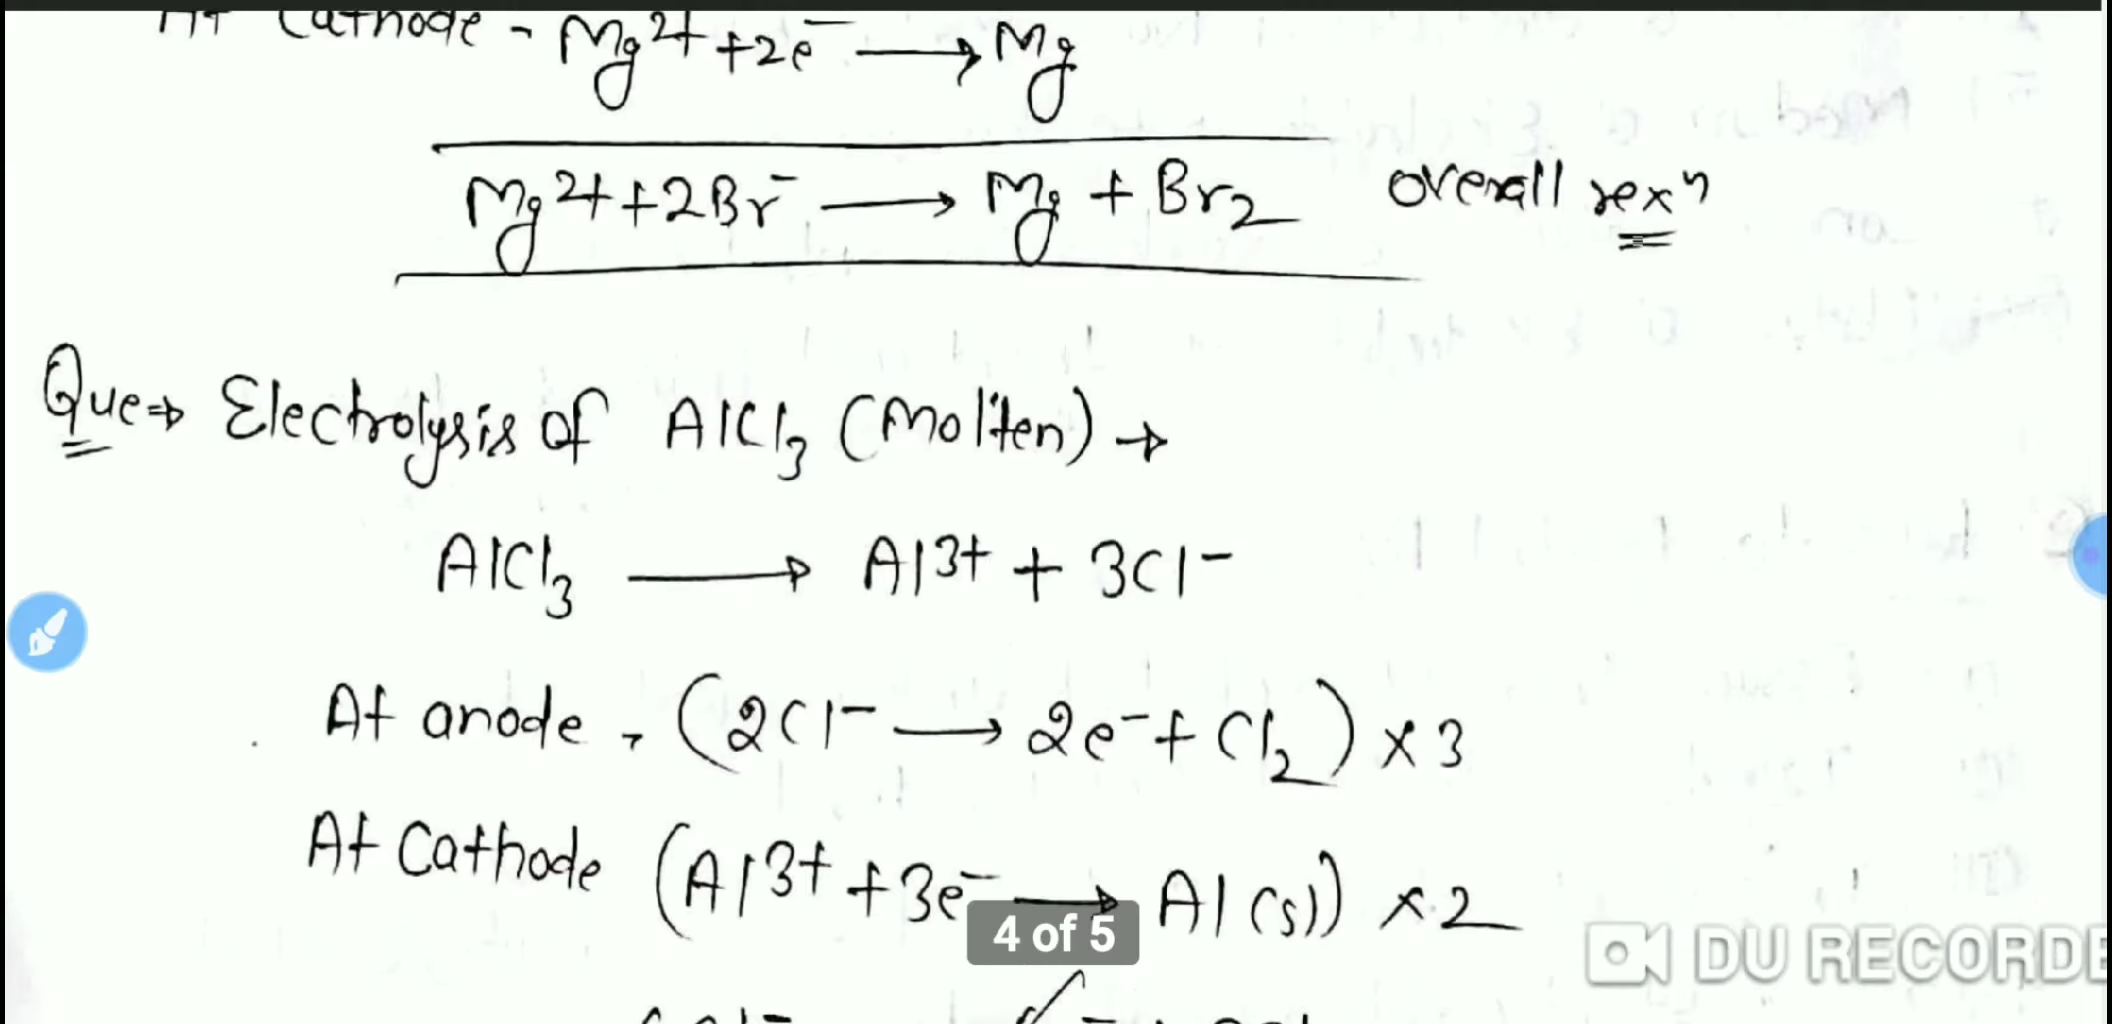 At Cathode - Mg2+ +2e- → Mg
Mg2+ +2Br- → Mg + Br2 overall rexn
Que⇒ Electrolysis of AlCl3 (Molten) →
AlCl3 → Al3+ + 3Cl-
At anode - (2Cl- → 2e- + Cl2) x 3
At Cathode (Al3+ +3e- → Al(s)) x 2
4 of 5
DU RECORDE